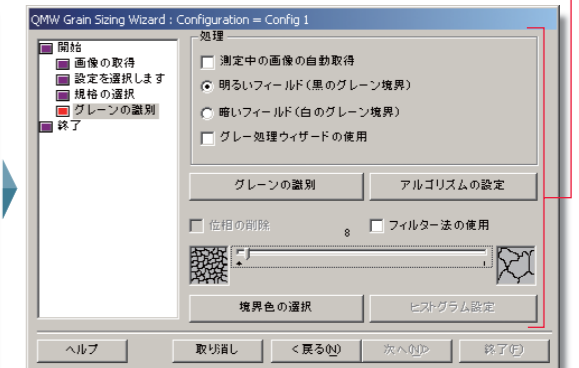 QMW Grain Sizing Wizard : Configuration = Config 1
開始
画像の取得
設定を選択します
規格の選択
グレーンの識別
終了
処理
測定中の画像の自動取得
明るいフィールド(黒のグレーン境界)
暗いフィールド(白のグレーン境界)
グレー処理ウィザードの使用
グレーンの識別
アルゴリズムの設定
位相の削除
8
フィルター法の使用
境界色の選択
ヒストグラム設定
ヘルプ
取り消し
< 戻る(N)
次へ(N)>
終了(F)